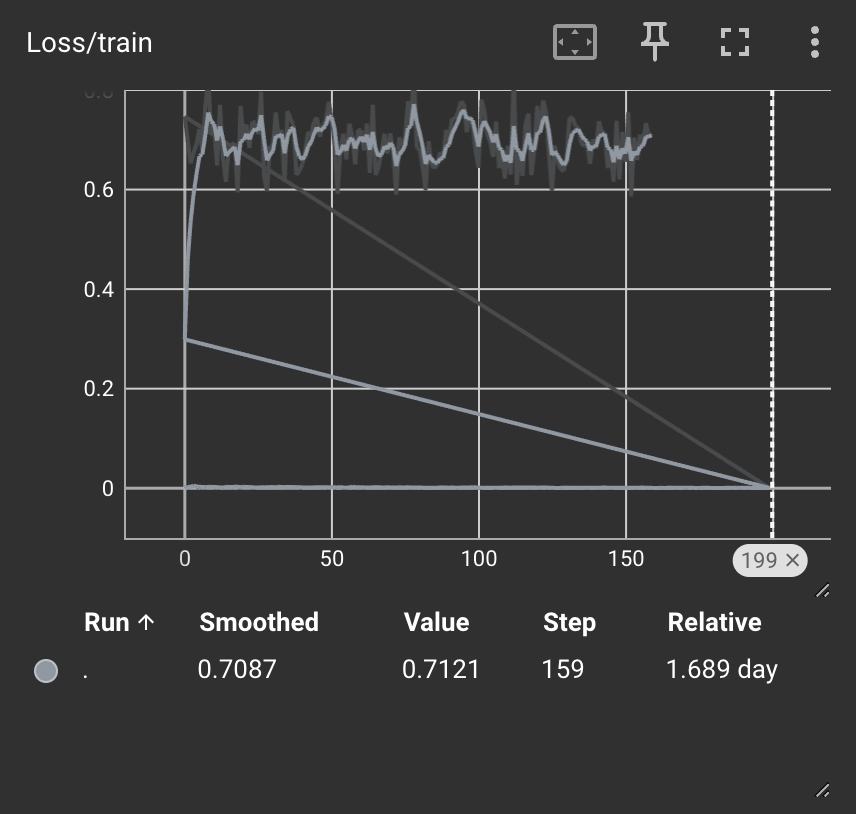 Loss/train
0.6
0.4
0.2
0
0 50 100 150 199 ×
Run ↑ Smoothed Value Step Relative
. 0.7087 0.7121 159 1.689 day